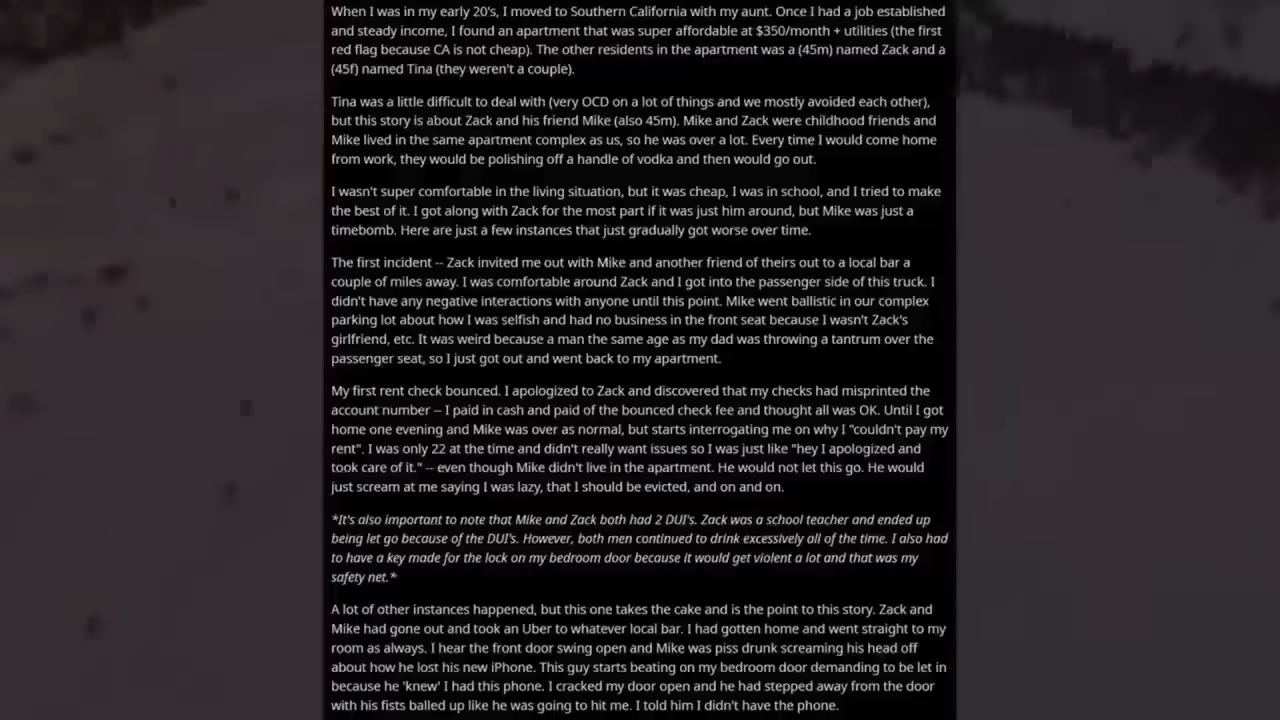 When I was in my early 20's, I moved to Southern California with my aunt. Once I had a job established
and steady income, I found an apartment that was super affordable at $350/month + utilities (the first
red flag because CA is not cheap). The other residents in the apartment was a (45m) named Zack and a
(45f) named Tina (they weren't a couple).
Tina was a little difficult to deal with (very OCD on a lot of things and we mostly avoided each other),
but this story is about Zack and his friend Mike (also 45m). Mike and Zack were childhood friends and
Mike lived in the same apartment complex as us, so he was over a lot. Every time I would come home
from work, they would be polishing off a handle of vodka and then would go out.
I wasn't super comfortable in the living situation, but it was cheap, I was in school, and I tried to make
the best of it. I got along with Zack for the most part if it was just him around, but Mike was just a
timebomb. Here are just a few instances that just gradually got worse over time.
The first incident -- Zack invited me out with Mike and another friend of theirs out to a local bar a
couple of miles away. I was comfortable around Zack and I got into the passenger side of this truck. I
didn't have any negative interactions with anyone until this point. Mike went ballistic in our complex
parking lot about how I was selfish and had no business in the front seat because I wasn't Zack's
girlfriend, etc. It was weird because a man the same age as my dad was throwing a tantrum over the
passenger seat, so I just got out and went back to my apartment.
My first rent check bounced. I apologized to Zack and discovered that my checks had misprinted the
account number – I paid in cash and paid of the bounced check fee and thought all was OK. Until I got
home one evening and Mike was over as normal, but starts interrogating me on why I "couldn't pay my
rent". I was only 22 at the time and didn't really want issues so I was just like "hey I apologized and
took care of it." -- even though Mike didn't live in the apartment. He would not let this go. He would
just scream at me saying I was lazy, that I should be evicted, and on and on.
*It's also important to note that Mike and Zack both had 2 DUI's. Zack was a school teacher and ended up
being let go because of the DUI's. However, both men continued to drink excessively all of the time. I also had
to have a key made for the lock on my bedroom door because it would get violent a lot and that was my
safety net.*
A lot of other instances happened, but this one takes the cake and is the point to this story. Zack and
Mike had gone out and took an Uber to whatever local bar. I had gotten home and went straight to my
room as always. I hear the front door swing open and Mike was piss drunk screaming his head off
about how he lost his new iPhone. This guy starts beating on my bedroom door demanding to be let in
because he 'knew' I had this phone. I cracked my door open and he had stepped away from the door
with his fists balled up like he was going to hit me. I told him I didn't have the phone.